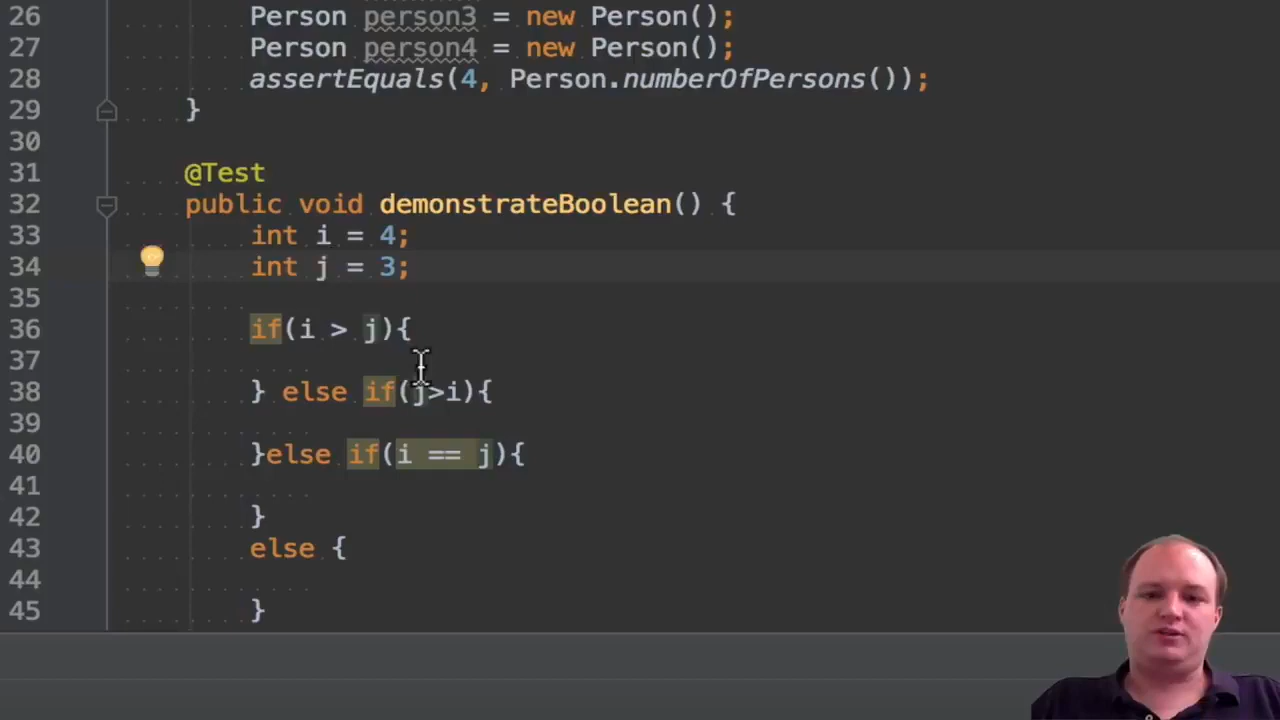 26 Person person3 = new Person();
27 Person person4 = new Person();
28 assertEquals(4, Person.numberOfPersons());
29 }
30
31 @Test
32 public void demonstrateBoolean() {
33 int i = 4;
34 int j = 3;
35
36 if(i > j){
37
38 } else if(j>i){
39
40 }else if(i == j){
41
42 }
43 else {
44
45 }